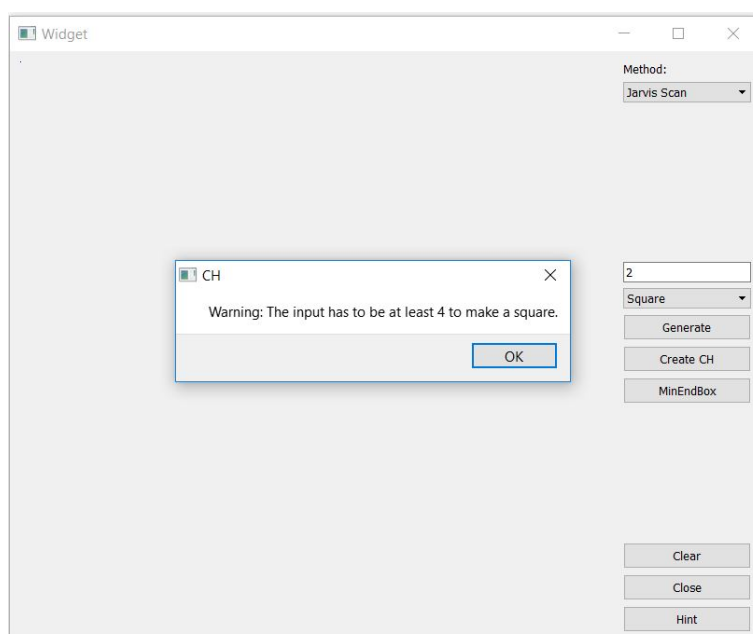 Widget
Method:
Jarvis Scan
CH
Warning: The input has to be at least 4 to make a square.
OK
2
Square
Generate
Create CH
MinEndBox
Clear
Close
Hint